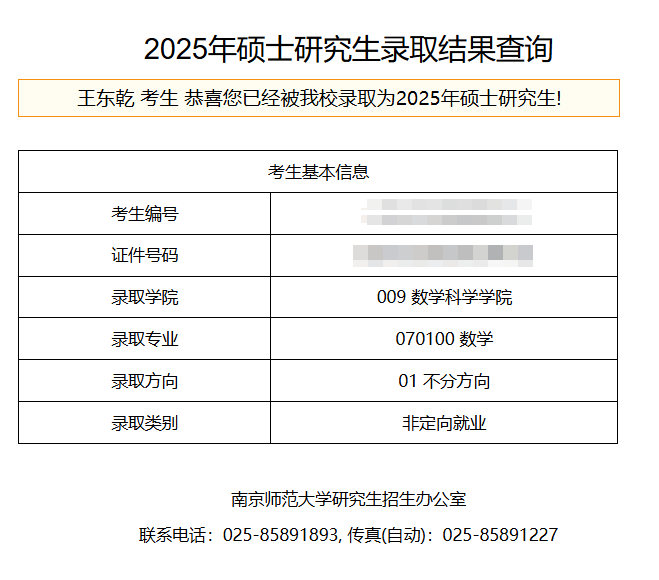 2025年硕士研究生录取结果查询
王东乾 考生 恭喜您已经被我校录取为2025年硕士研究生!
考生基本信息
考生编号
证件号码
录取学院 009 数学科学学院
录取专业 070100 数学
录取方向 01 不分方向
录取类别 非定向就业
南京师范大学研究生招生办公室
联系电话：025-85891893, 传真(自动)：025-85891227